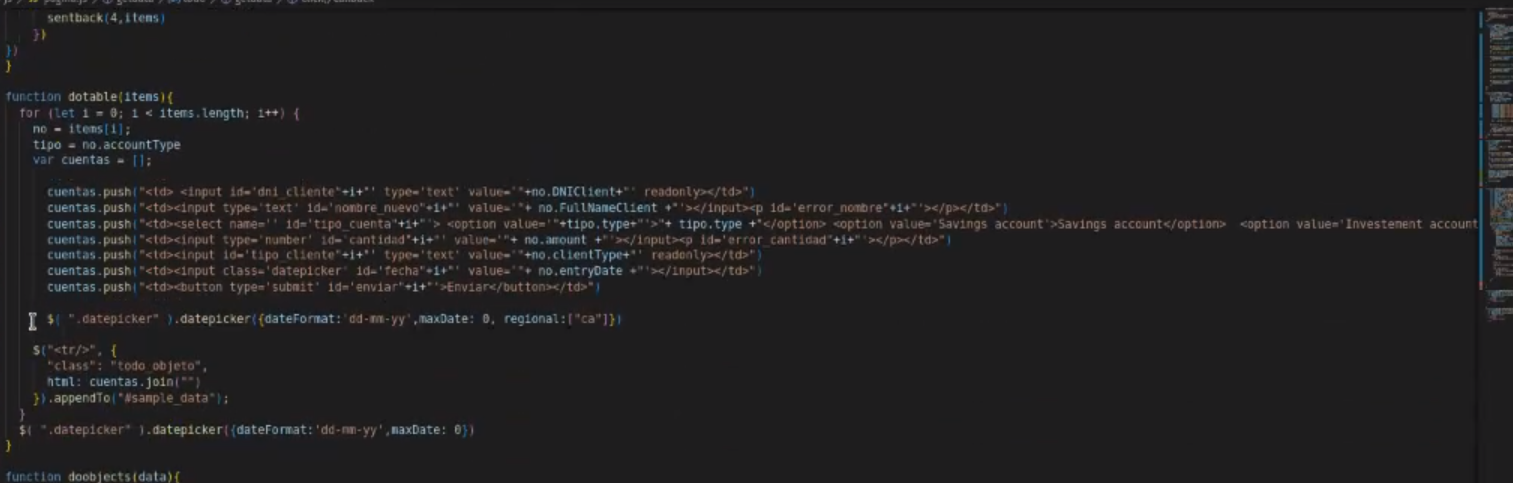 sentback(4,items)
})
})
}
function dotable(items){
for (let i = 0; i < items.length; i++) {
no = items[i];
tipo = no.accountType
var cuentas = [];
cuentas.push("<td> <input id='dni_cliente"+i+"' type='text' value='"+no.DNIClient+"' readonly></td>")
cuentas.push("<td><input type='text' id='nombre_nuevo"+i+"' value='"+ no.FullNameClient +"'></input><p id='error_nombre"+i+"'></p></td>")
cuentas.push("<td><select name='' id='tipo_cuenta"+i+"'> <option value='"+tipo.type+"'>"+ tipo.type +"</option> <option value='Savings account'>Savings account</option>  <option value='Investement account
cuentas.push("<td><input type='number' id='cantidad"+i+"' value='"+ no.amount +"'></input><p id='error_cantidad"+i+"'></p></td>")
cuentas.push("<td><input id='tipo_cliente"+i+"' type='text' value='"+no.clientType+"' readonly></td>")
cuentas.push("<td><input class='datepicker' id='fecha"+i+"' value='"+ no.entryDate +"'></input></td>")
cuentas.push("<td><button type='submit' id='enviar"+i+"'>Enviar</button></td>")
$( ".datepicker" ).datepicker({dateFormat:'dd-mm-yy',maxDate: 0, regional:["ca"]})
$("<tr/>", {
"class": "todo_objeto",
html: cuentas.join("")
}).appendTo("#sample_data");
}
$( ".datepicker" ).datepicker({dateFormat:'dd-mm-yy',maxDate: 0})
}
function doobjects(data){